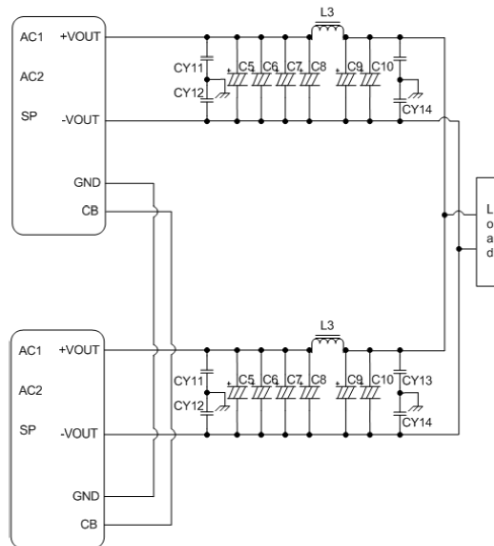 L3
AC1 +VOUT
CY11 C5 C6 C7 C8 C9 C10
AC2
CY12
SP -VOUT
CY14
GND
CB
Load
L3
AC1 +VOUT
CY11 C5 C6 C7 C8 C9 C10 CY13
AC2
CY12
SP -VOUT
CY14
GND
CB